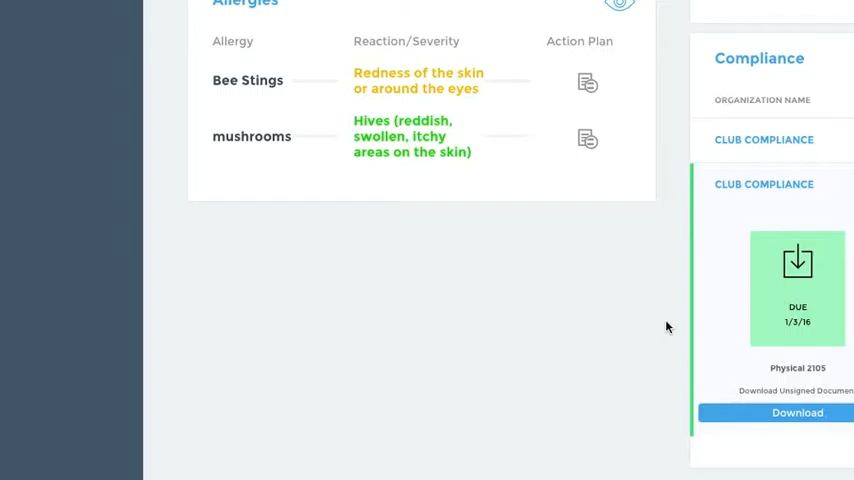 Allergies
Allergy Reaction/Severity Action Plan
Bee Stings
Redness of the skin
or around the eyes
mushrooms
Hives (reddish,
swollen, itchy
areas on the skin)
Compliance
ORGANIZATION NAME
CLUB COMPLIANCE
CLUB COMPLIANCE
DUE
1/3/16
Physical 2105
Download Unsigned Documen
Download